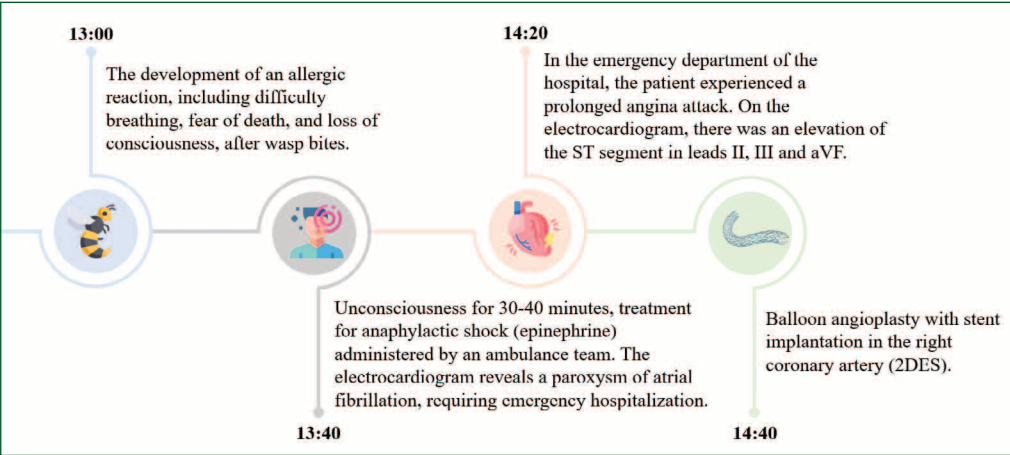 13:00
The development of an allergic
reaction, including difficulty
breathing, fear of death, and loss of
consciousness, after wasp bites.
Unconsciousness for 30-40 minutes, treatment
for anaphylactic shock (epinephrine)
administered by an ambulance team. The
electrocardiogram reveals a paroxysm of atrial
fibrillation, requiring emergency hospitalization.
13:40
14:20
In the emergency department of the
hospital, the patient experienced a
prolonged angina attack. On the
electrocardiogram, there was an elevation of
the ST segment in leads II, III and aVF.
Balloon angioplasty with stent
implantation in the right
coronary artery (2DES).
14:40